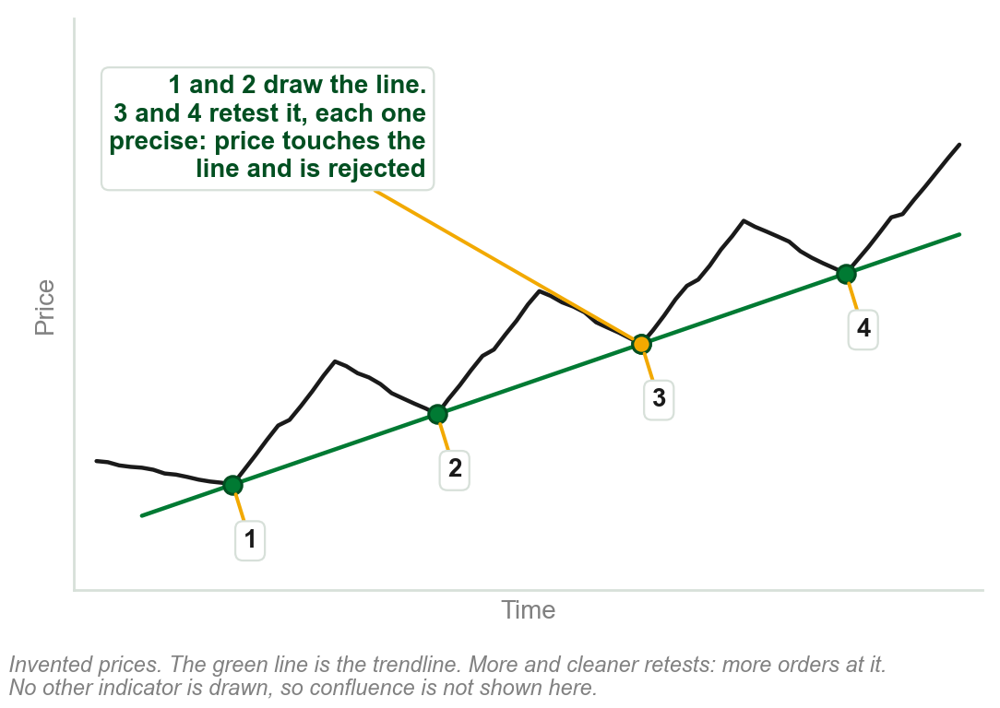 1 and 2 draw the line.
3 and 4 retest it, each one
precise: price touches the
line and is rejected
Price
4
3
2
1
Time
Invented prices. The green line is the trendline. More and cleaner retests: more orders at it.
No other indicator is drawn, so confluence is not shown here.